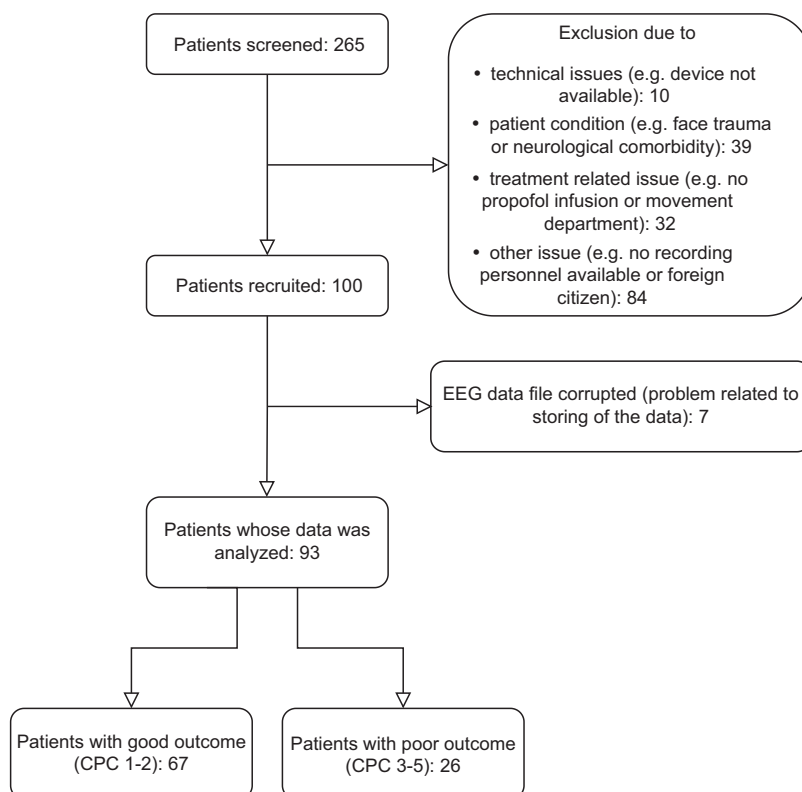 Patients screened: 265
Exclusion due to
• technical issues (e.g. device not
available): 10
• patient condition (e.g. face trauma
or neurological comorbidity): 39
• treatment related issue (e.g. no
propofol infusion or movement
department): 32
• other issue (e.g. no recording
personnel available or foreign
citizen): 84
Patients recruited: 100
EEG data file corrupted (problem related to
storing of the data): 7
Patients whose data was
analyzed: 93
Patients with good outcome
(CPC 1-2): 67
Patients with poor outcome
(CPC 3-5): 26